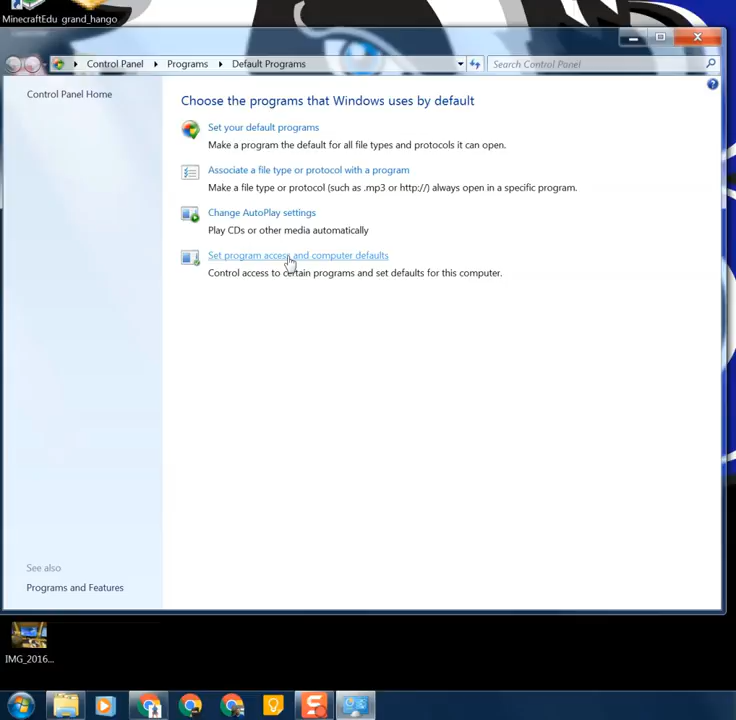 MinecraftEdu grand_hango
Control Panel Programs Default Programs Search Control Panel
Control Panel Home
Choose the programs that Windows uses by default
Set your default programs
Make a program the default for all file types and protocols it can open.
Associate a file type or protocol with a program
Make a file type or protocol (such as .mp3 or http://) always open in a specific program.
Change AutoPlay settings
Play CDs or other media automatically
Set program access and computer defaults
Control access to certain programs and set defaults for this computer.
See also
Programs and Features
IMG_2016...